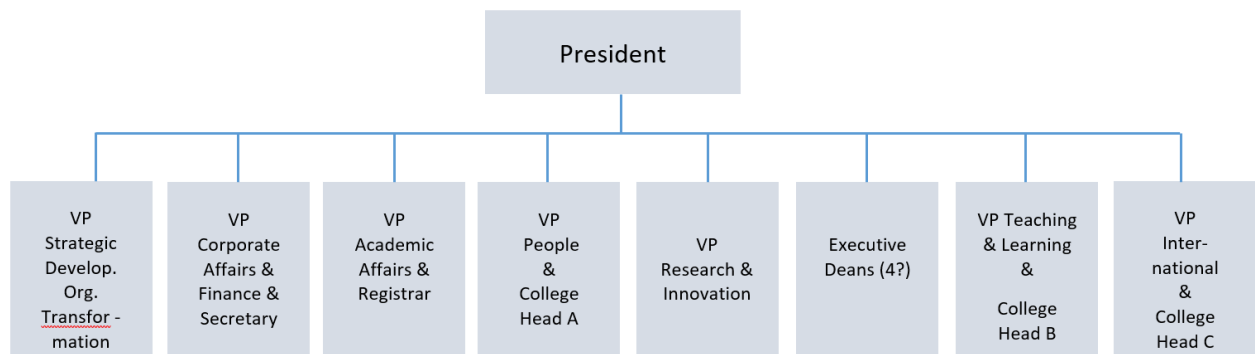 President
VP
Strategic
Develop.
Org.
Transfor -
mation
VP
Corporate
Affairs &
Finance &
Secretary
VP
Academic
Affairs &
Registrar
VP
People
&
College
Head A
VP
Research &
Innovation
Executive
Deans (4?)
VP Teaching
& Learning
&
College
Head B
VP
Inter-
national
&
College
Head C